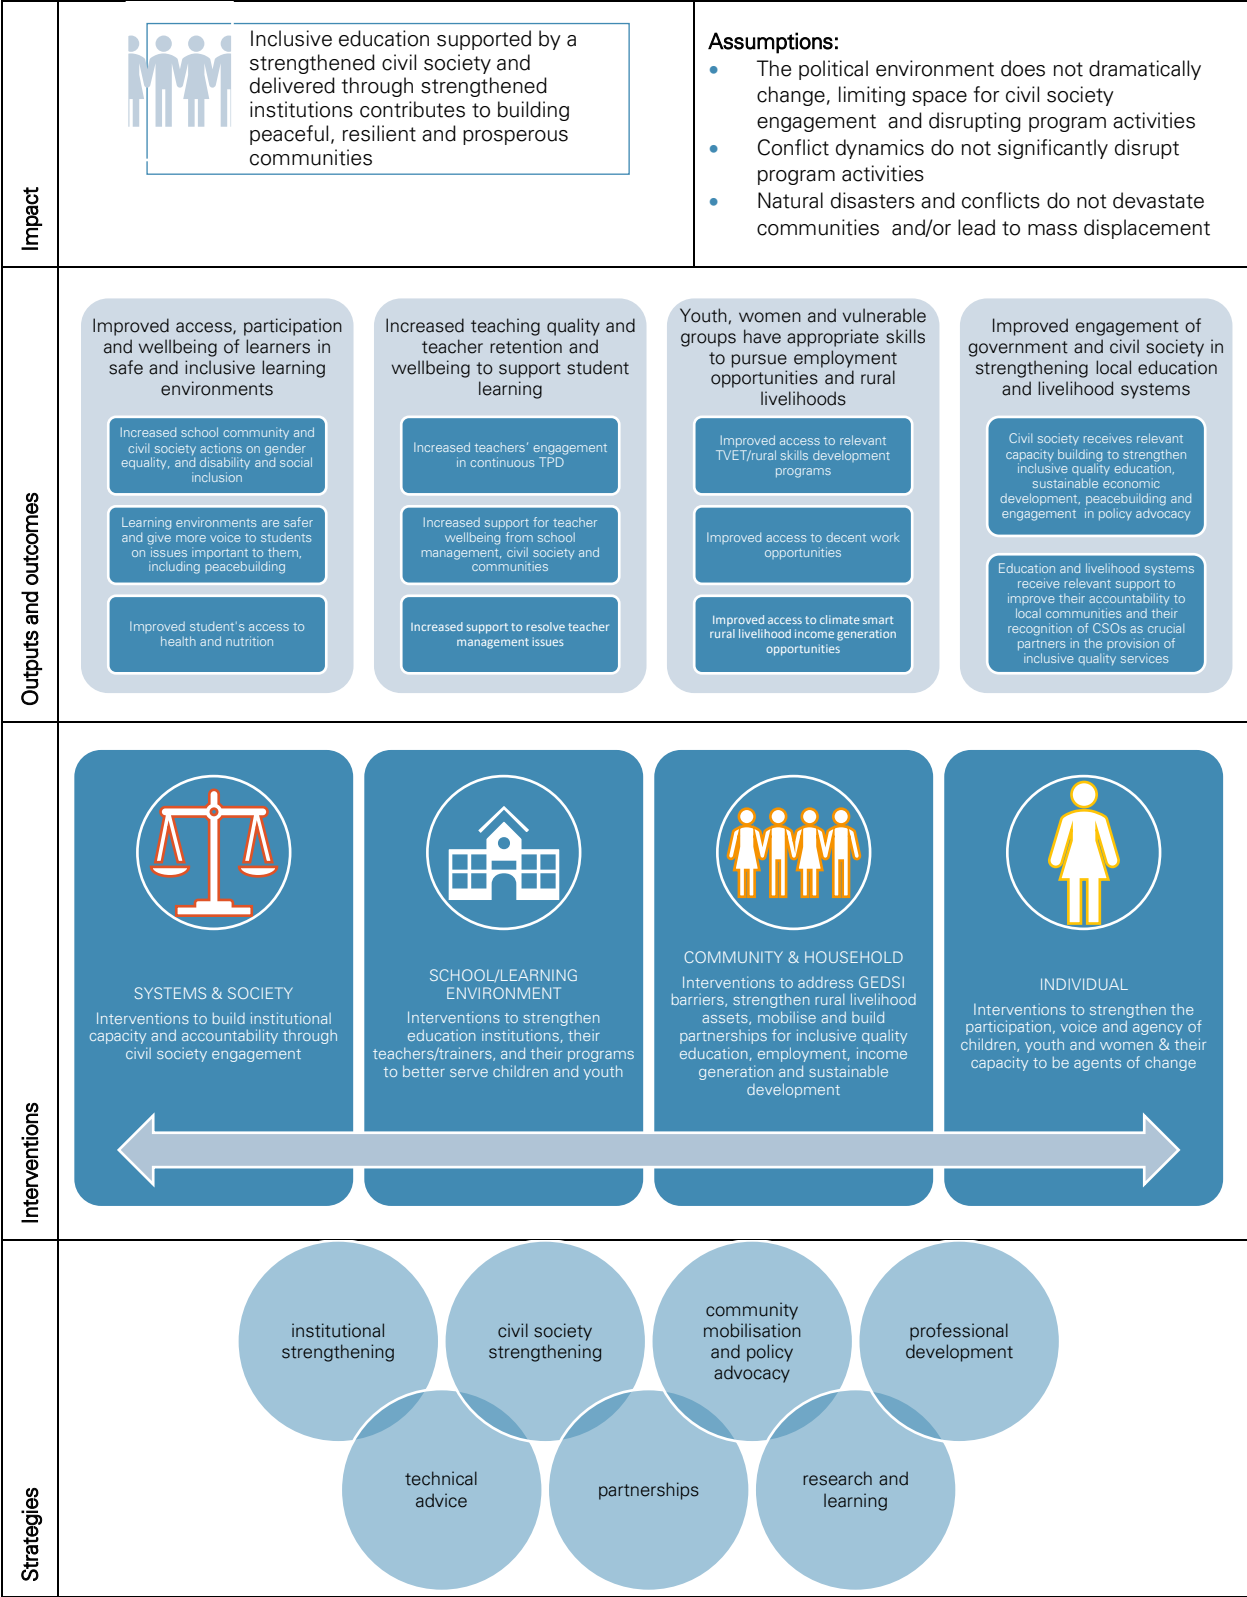 Impact
Inclusive education supported by a
strengthened civil society and
delivered through strengthened
institutions contributes to building
peaceful, resilient and prosperous
communities
Assumptions:
• The political environment does not dramatically
change, limiting space for civil society
engagement and disrupting program activities
• Conflict dynamics do not significantly disrupt
program activities
• Natural disasters and conflicts do not devastate
communities and/or lead to mass displacement
Outputs and outcomes
Improved access, participation
and wellbeing of learners in
safe and inclusive learning
environments
Increased school community and
civil society actions on gender
equality, and disability and social
inclusion
Learning environments are safer
and give more voice to students
on issues important to them,
including peacebuilding
Improved student's access to
health and nutrition
Increased teaching quality and
teacher retention and
wellbeing to support student
learning
Increased teachers' engagement
in continuous TPD
Increased support for teacher
wellbeing from school
management, civil society and
communities
Increased support to resolve teacher
management issues
Youth, women and vulnerable
groups have appropriate skills
to pursue employment
opportunities and rural
livelihoods
Improved access to relevant
TVET/rural skills development
programs
Improved access to decent work
opportunities
Improved access to climate smart
rural livelihood income generation
opportunities
Improved engagement of
government and civil society in
strengthening local education
and livelihood systems
Civil society receives relevant
capacity building to strengthen
inclusive quality education,
sustainable economic
development, peacebuilding and
engagement in policy advocacy
Education and livelihood systems
receive relevant support to
improve their accountability to
local communities and their
recognition of CSOs as crucial
partners in the provision of
inclusive quality services
Interventions
SYSTEMS & SOCIETY
Interventions to build institutional
capacity and accountability through
civil society engagement
SCHOOL/LEARNING
ENVIRONMENT
Interventions to strengthen
education institutions, their
teachers/trainers, and their programs
to better serve children and youth
COMMUNITY & HOUSEHOLD
Interventions to address GEDSI
barriers, strengthen rural livelihood
assets, mobilise and build
partnerships for inclusive quality
education, employment, income
generation and sustainable
development
INDIVIDUAL
Interventions to strengthen the
participation, voice and agency of
children, youth and women & their
capacity to be agents of change
Strategies
institutional
strengthening
civil society
strengthening
community
mobilisation
and policy
advocacy
professional
development
technical
advice
partnerships
research and
learning